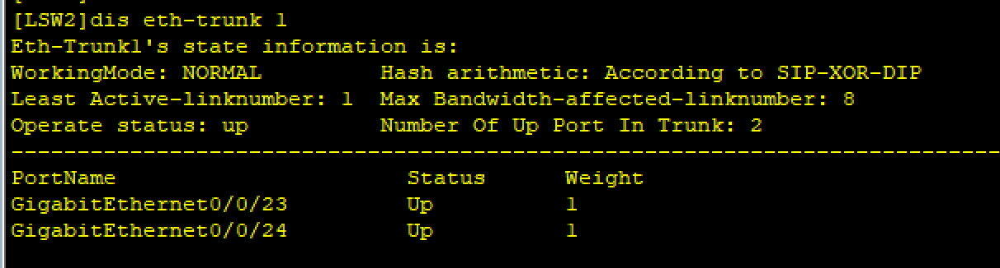 [LSW2]dis eth-trunk 1
Eth-Trunk1's state information is:
WorkingMode: NORMAL         Hash arithmetic: According to SIP-XOR-DIP
Least Active-linknumber: 1  Max Bandwidth-affected-linknumber: 8
Operate status: up          Number Of Up Port In Trunk: 2
--------------------------------------------------------------------------------
PortName                      Status      Weight
GigabitEthernet0/0/23         Up          1
GigabitEthernet0/0/24         Up          1